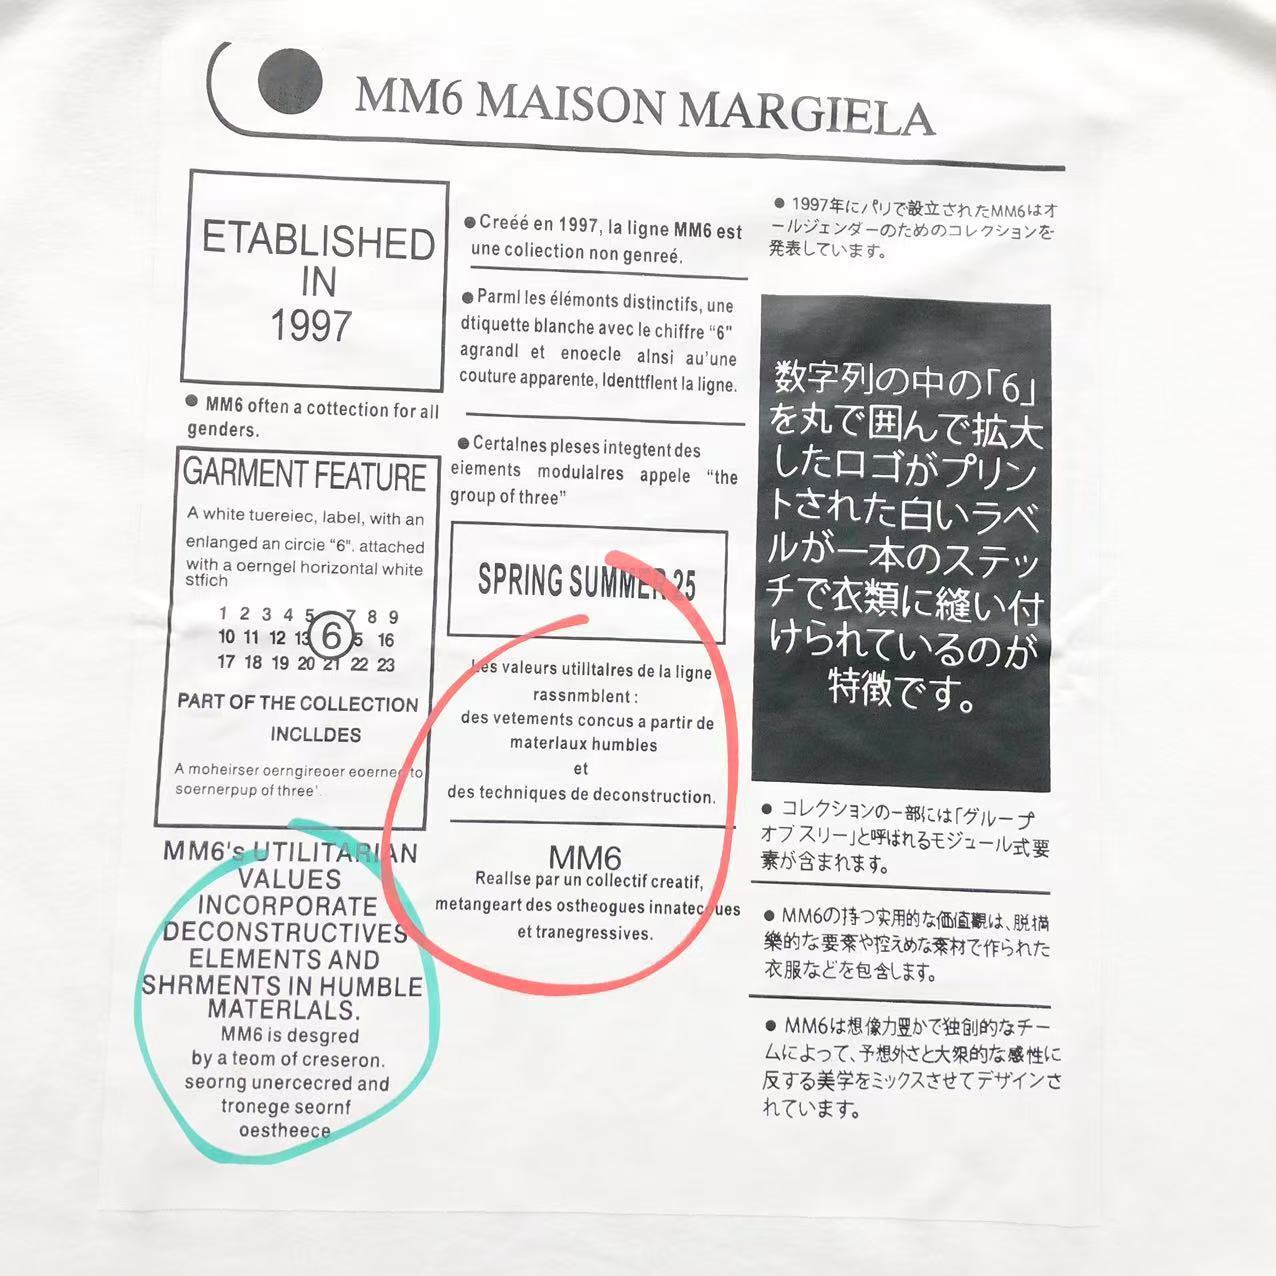 MM6 MAISON MARGIELA
ETABLISHED
IN
1997
● MM6 often a cottection for all
genders.
GARMENT FEATURE
A white tuereiec, label, with an
enlanged an circie “6”. attached
with a oerngel horizontal white
stfich
1 2 3 4 5 7 8 9
10 11 12 13 6 5 16
17 18 19 20 21 22 23
PART OF THE COLLECTION
INCLLDES
A moheirser oerngireoer eoerned to
soernerpup of three'.
MM6's UTILITARIAN
VALUES
INCORPORATE
DECONSTRUCTIVES
ELEMENTS AND
SHRMENTS IN HUMBLE
MATERLALS.
MM6 is desgred
by a teom of creseron.
seorng unercecred and
tronege seornf
oestheece
● Creéé en 1997, la ligne MM6 est
une coliection non genreé.
● Parml les élémonts distinctifs, une
dtiquette blanche avec le chiffre “6”
agrandl et enoecle alnsi au'une
couture apparente, Identtflent la ligne.
● Certalnes pleses integtent des
eiements modulalres appele “the
group of three”
SPRING SUMMER 25
Les valeurs utilltalres de la ligne
rassnmblent :
des vetements concus a partir de
materlaux humbles
et
des techniques de deconstruction.
MM6
Reallse par un collectif creatif,
metangeart des ostheogues innatecques
et tranegressives.
● 1997年にパリで設立されたMM6はオ
ールジェンダーのためのコレクションを
発表しています。
数字列の中の「6」
を丸で囲んで拡大
したロゴがプリン
トされた白いラベ
ルが一本のステッ
チで衣類に縫い付
けられているのが
特徴です。
● コレクションの一部には「グループ
オブスリー」と呼ばれるモジュール式要
素が含まれます。
● MM6の持つ実用的な価値観は、脱構
樂的な要素や控えめな素材で作られた
衣服などを包含します。
● MM6は想像力豊かで独創的なチー
ムによって、予想外さと大衆的な感性に
反する美学をミックスさせてデザインさ
れています。